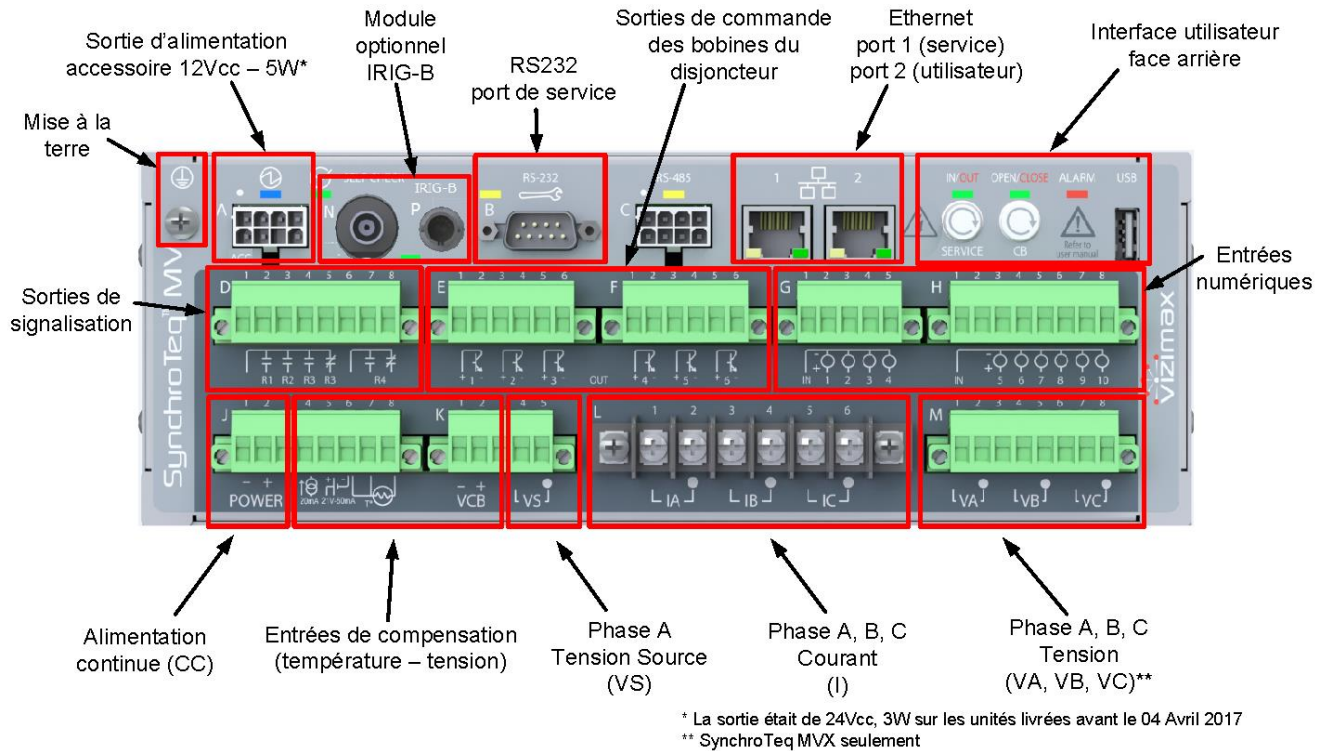 Sortie d'alimentation
accessoire 12Vcc – 5W*
Module
optionnel
IRIG-B
RS232
port de service
Sorties de commande
des bobines du
disjoncteur
Ethernet
port 1 (service)
port 2 (utilisateur)
Interface utilisateur
face arrière
Mise à la
terre
Entrées
numériques
Sorties de
signalisation
IRIG-B
RS-232
RS-485
1 2
IN/OUT OPEN/CLOSE ALARM USB
A N P B C
SERVICE CB
Refer to
user manual
D 1 2 3 4 5 6 7 8
E 1 2 3 4 5 6
F 1 2 3 4 5 6
G 1 2 3 4 5
H 1 2 3 4 5 6 7 8
R1 R2 R3 R3 R4
+ 1 - + 2 - + 3 - OUT + 4 - + 5 - + 6 -
IN 1 2 3 4
IN 5 6 7 8 9 10
J 1 2 3 4 5 6 7 8
K 1 2 4 5
L 1 2 3 4 5 6
M 1 2 3 4 5 6 7 8
- +
POWER
- +
VCB
VS
IA IB IC
VA VB VC
SynchroTeq MV
vizimax
Alimentation
continue (CC)
Entrées de compensation
(température – tension)
Phase A
Tension Source
(VS)
Phase A, B, C
Courant
(I)
Phase A, B, C
Tension
(VA, VB, VC)**
* La sortie était de 24Vcc, 3W sur les unités livrées avant le 04 Avril 2017
** SynchroTeq MVX seulement